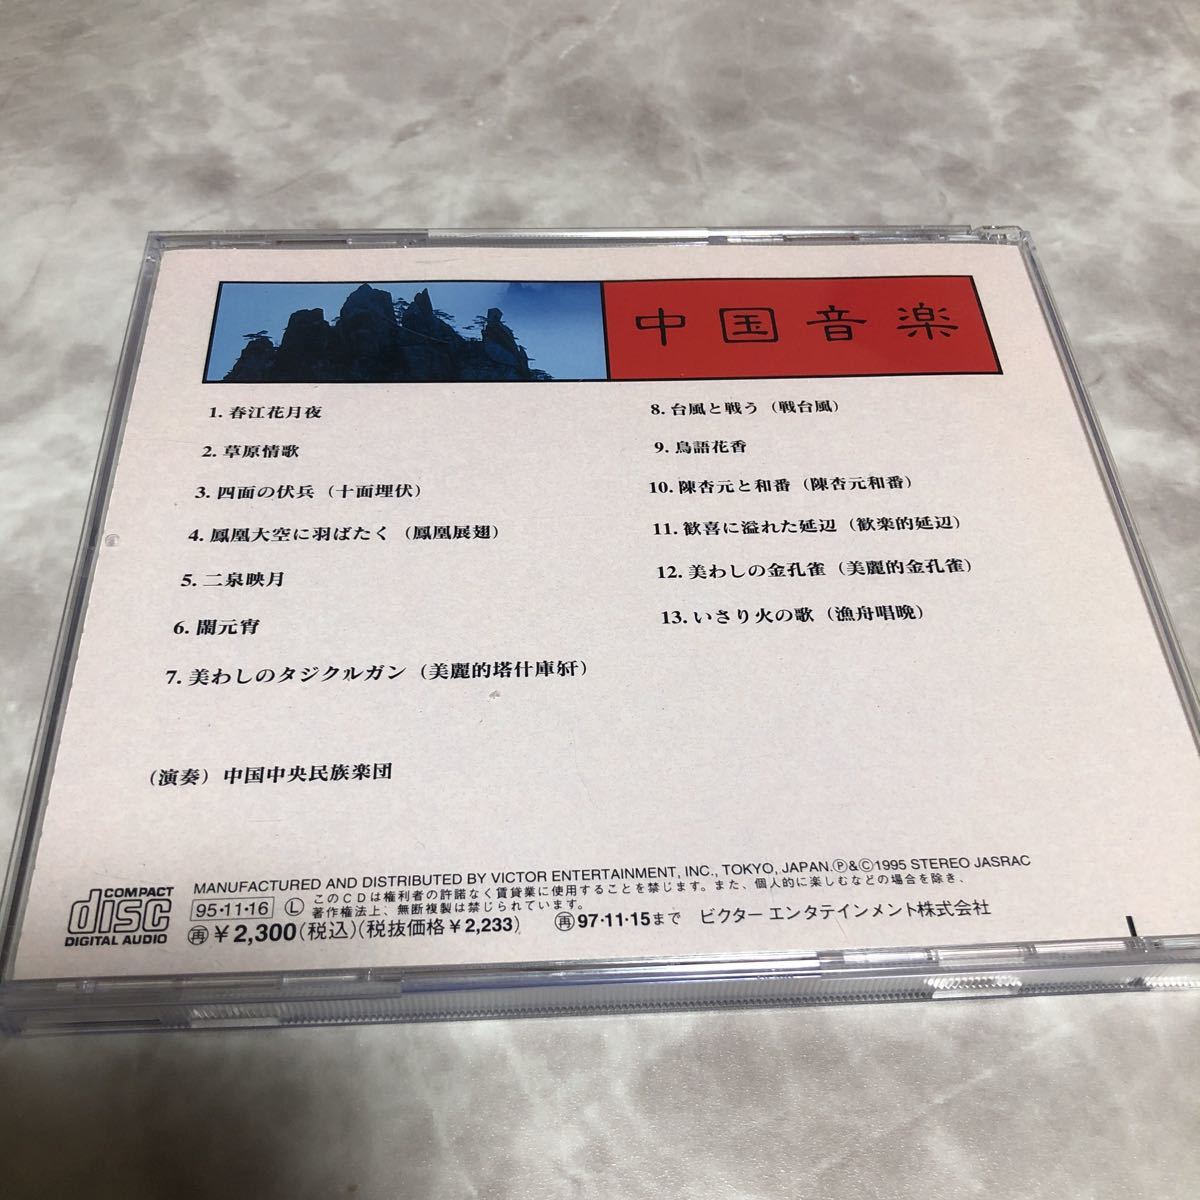 中国音楽
1. 春江花月夜
2. 草原情歌
3. 四面の伏兵（十面埋伏）
4. 鳳凰大空に羽ばたく（鳳凰展翅）
5. 二泉映月
6. 閙元宵
7. 美わしのタジクルガン（美麗的塔什庫𡵆）
8. 台風と戦う（戦台風）
9. 鳥語花香
10. 陳杏元と和番（陳杏元和番）
11. 歓喜に溢れた延辺（歓楽的延辺）
12. 美わしの金孔雀（美麗的金孔雀）
13. いさり火の歌（漁舟唱晩）
（演奏）中国中央民族楽団
COMPACT
disc
DIGITAL AUDIO
MANUFACTURED AND DISTRIBUTED BY VICTOR ENTERTAINMENT, INC., TOKYO, JAPAN.Ⓟ&Ⓒ1995 STEREO JASRAC
95·11·16 Ⓛ このCDは権利者の許諾なく賃貸業に使用することを禁じます。また、個人的に楽しむなどの場合を除き、
著作権法上、無断複製は禁じられています。
㊢¥2,300(税込)(税抜価格¥2,233) 再97·11·15まで ビクター エンタテインメント株式会社